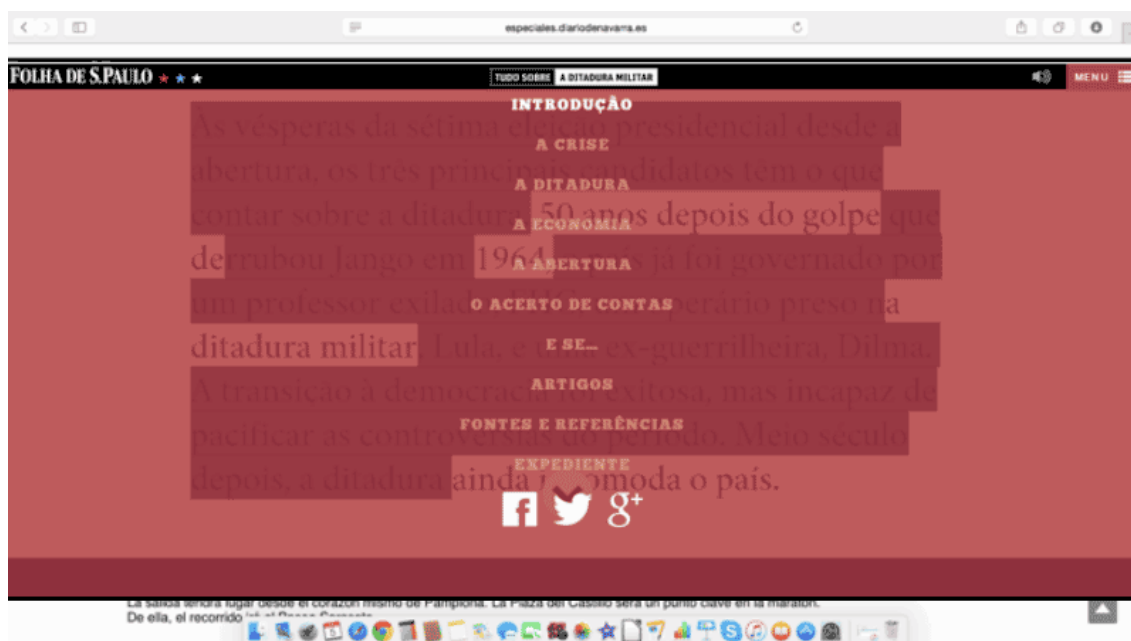 especiales.diariodenavarra.es
FOLHA DE S.PAULO
TUDO SOBRE A DITADURA MILITAR
MENU
INTRODUÇÃO
A CRISE
A DITADURA
A ECONOMIA
A ABERTURA
O ACERTO DE CONTAS
E SE...
ARTIGOS
FONTES E REFERÊNCIAS
EXPEDIENTE
Às vésperas da sétima eleição presidencial desde a
abertura, os três principais candidatos têm o que
contar sobre a ditadura. 50 anos depois do golpe que
derrubou Jango em 1964, já foi governado por
um professor exilado, FHC, operário preso na
ditadura militar, Lula, e uma ex-guerrilheira, Dilma.
A transição à democracia foi exitosa, mas incapaz de
pacificar as controvérsias do período. Meio século
depois, a ditadura ainda incomoda o país.
La salida tendrá lugar desde el corazón mismo de Pamplona. La Plaza del Castillo será un punto clave en la maratón.
De ella, el recorrido